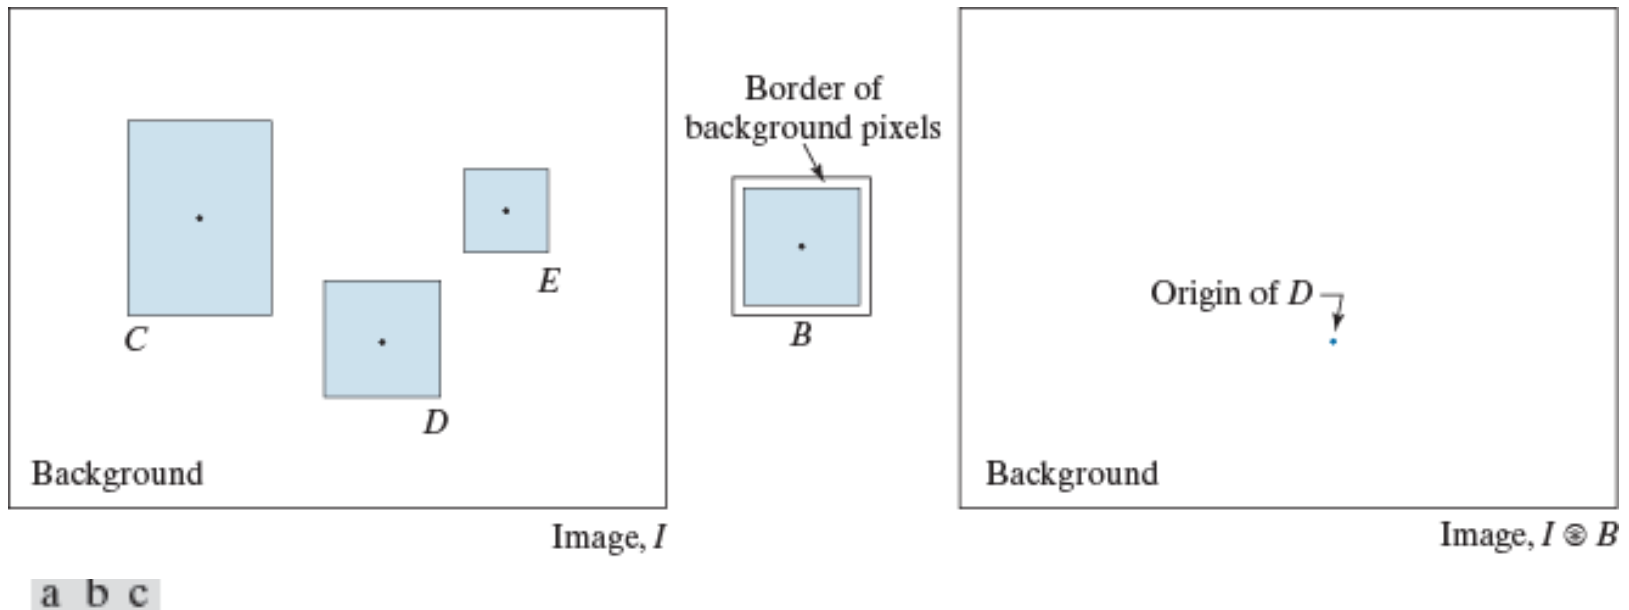 Border of
background pixels
C
D
E
Background
Image, I
B
Origin of D
Background
Image, I ⊛ B
a b c